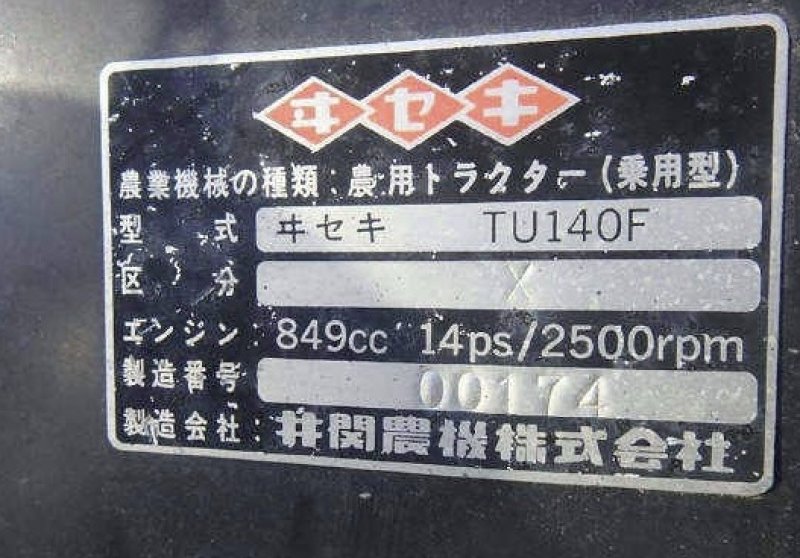 ヰセキ
農業機械の種類：農用トラクター(乗用型)
型式 ヰセキ TU140F
区分 X
エンジン：849cc 14ps/2500rpm
製造番号 00174
製造会社：井関農機株式会社